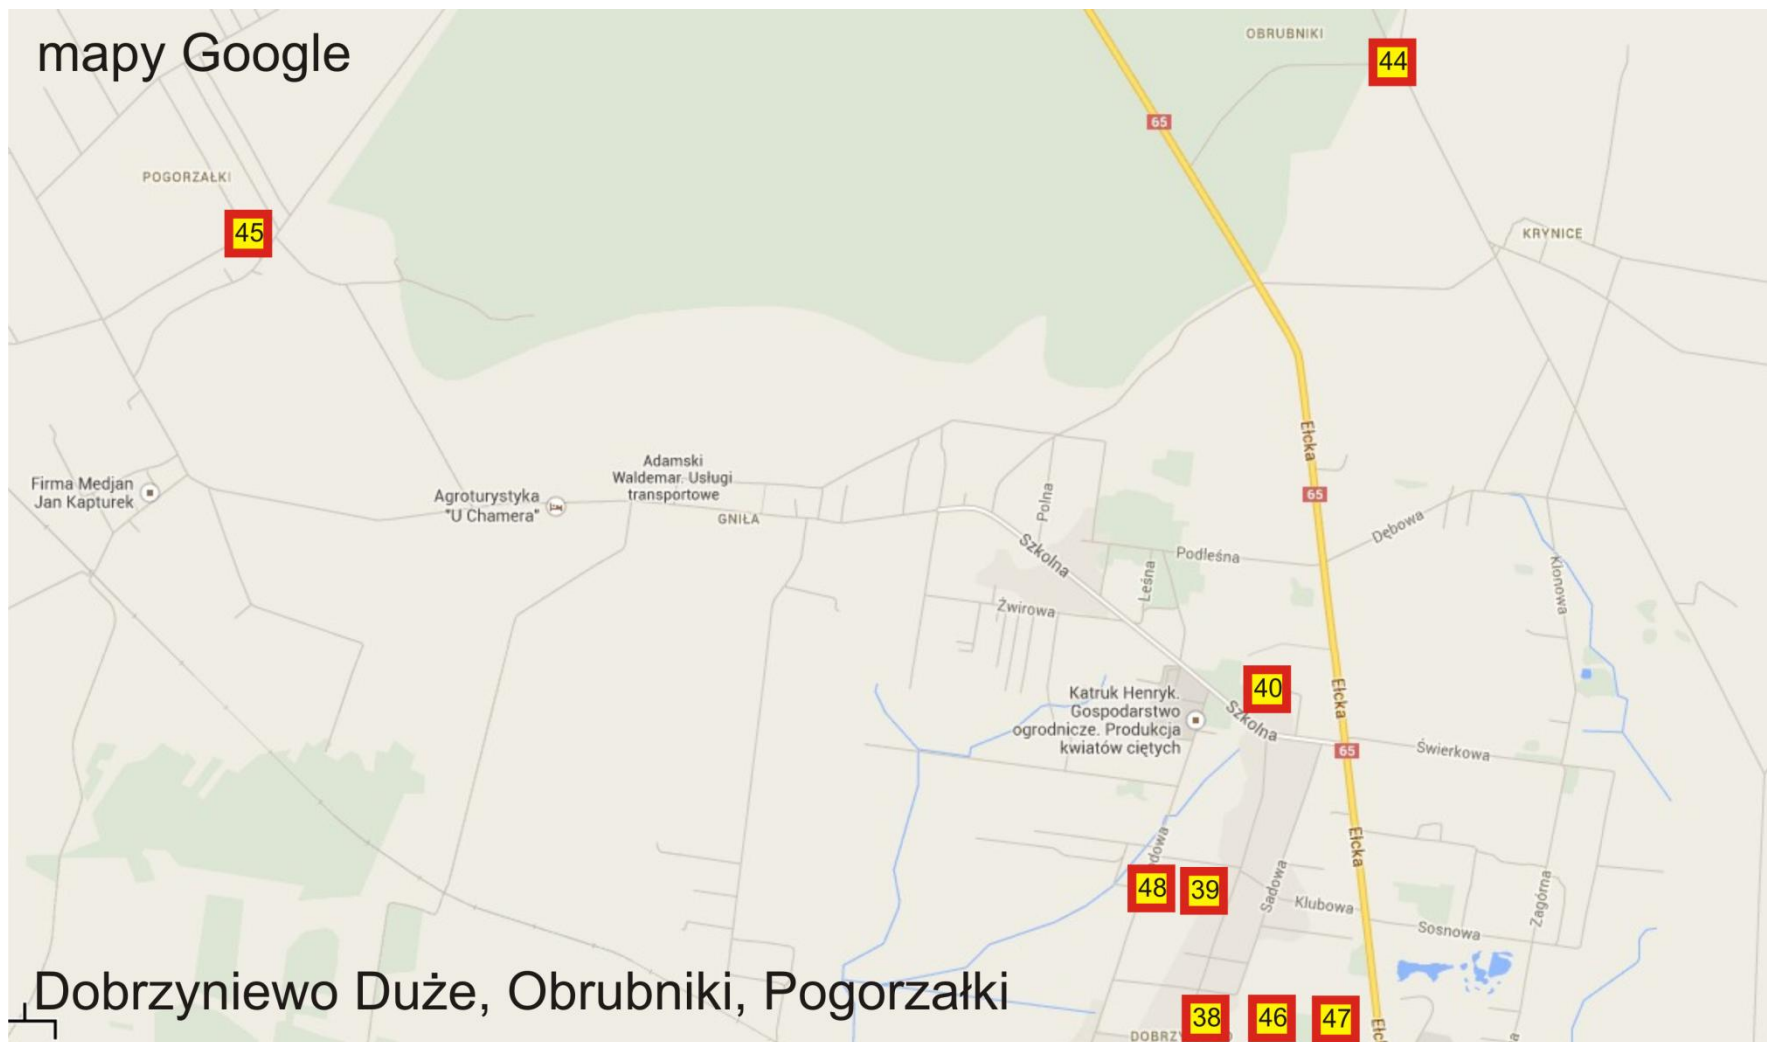 mapy Google
OBRUBNIKI
44
65
POGORZAŁKI
45
KRYNICE
Ełcka
65
Firma Medjan
Jan Kapturek
Agroturystyka
"U Chamera"
Adamski
Waldemar. Usługi
transportowe
GNIŁA
Polna
Szkolna
Podleśna
Dębowa
Leśna
Żwirowa
Klonowa
40
Ełcka
Katruk Henryk.
Gospodarstwo
ogrodnicze. Produkcja
kwiatów ciętych
Szkolna
65
Świerkowa
Ełcka
48
39
Sadowa
Klubowa
Zagórna
Sosnowa
Dobrzyniewo Duże, Obrubniki, Pogorzałki
38
46
47